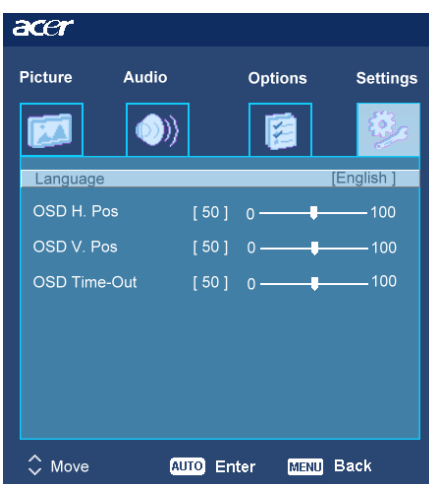 acer
Picture Audio Options Settings
Language [English ]
OSD H. Pos [ 50 ] 0 100
OSD V. Pos [ 50 ] 0 100
OSD Time-Out [ 50 ] 0 100
Move AUTO Enter MENU Back